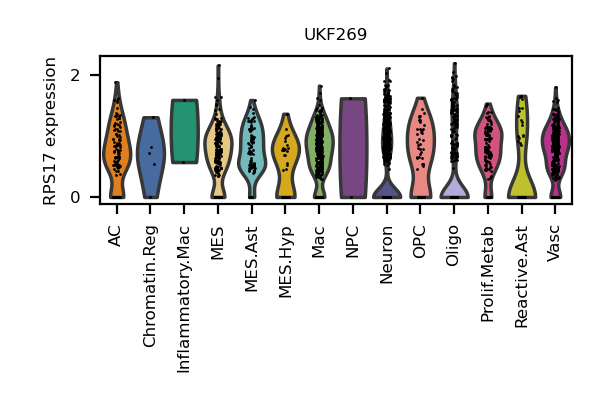 UKF269
RPS17 expression
2
0
AC
Chromatin.Reg
Inflammatory.Mac
MES
MES.Ast
MES.Hyp
Mac
NPC
Neuron
OPC
Oligo
Prolif.Metab
Reactive.Ast
Vasc